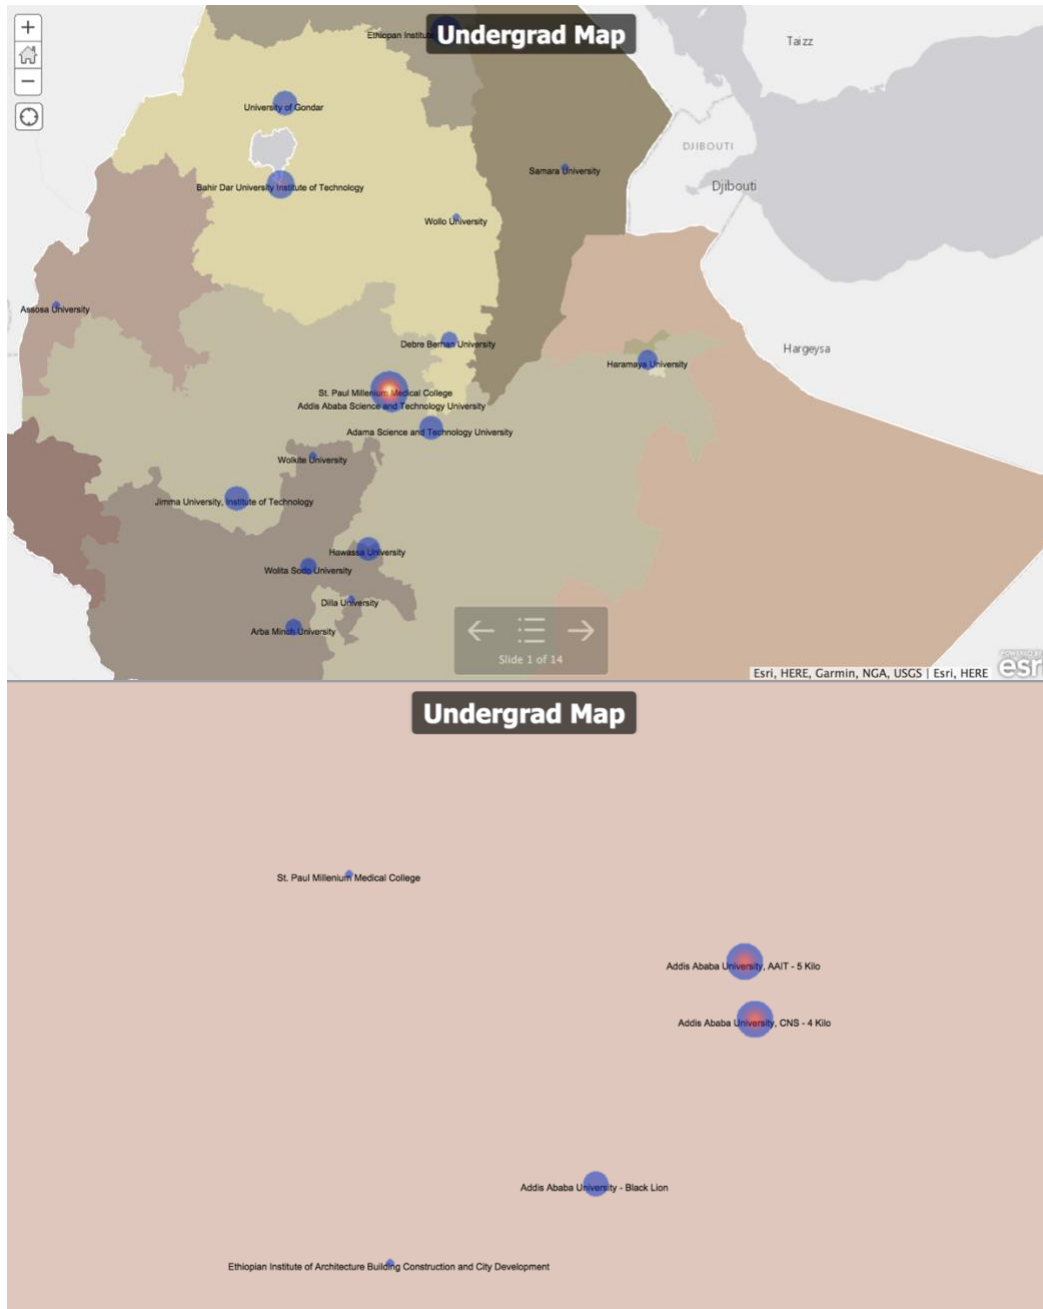 Undergrad Map
Ethiopan Institute
Taizz
University of Gondar
DJIBOUTI
Samara University
Djibouti
Bahir Dar University Institute of Technology
Wollo University
Assosa University
Debre Berhan University
Hargeysa
Haramaya University
St. Paul Millenium Medical College
Addis Ababa Science and Technology University
Adama Science and Technology University
Wolkite University
Jimma University, Institute of Technology
Hawassa University
Wolita Sodo University
Dilla University
Arba Minch University
Slide 1 of 14
Esri, HERE, Garmin, NGA, USGS | Esri, HERE
POWERED BY
esri
Undergrad Map
St. Paul Millenium Medical College
Addis Ababa University, AAIT - 5 Kilo
Addis Ababa University, CNS - 4 Kilo
Addis Ababa University - Black Lion
Ethiopian Institute of Architecture Building Construction and City Development